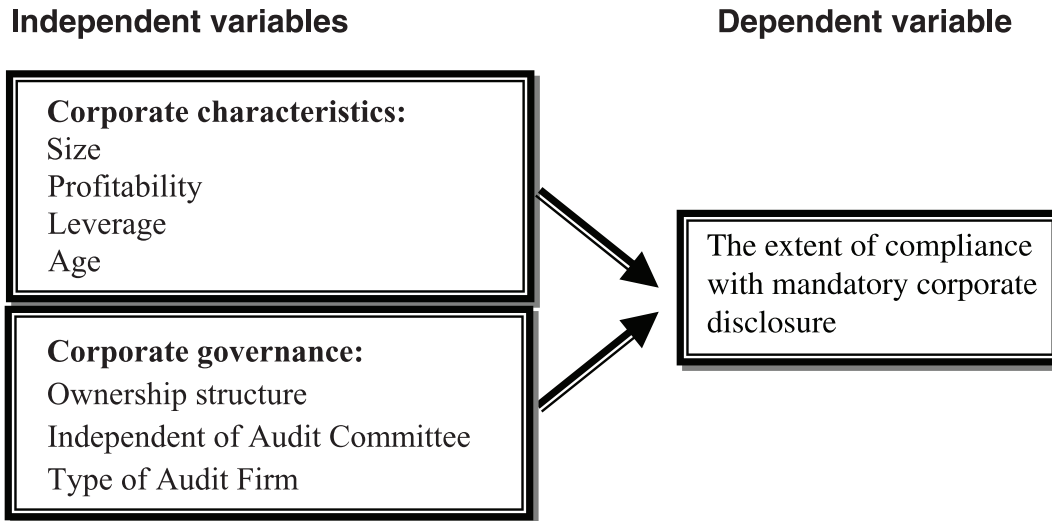 Independent variables
Dependent variable
Corporate characteristics:
Size
Profitability
Leverage
Age
Corporate governance:
Ownership structure
Independent of Audit Committee
Type of Audit Firm
The extent of compliance
with mandatory corporate
disclosure